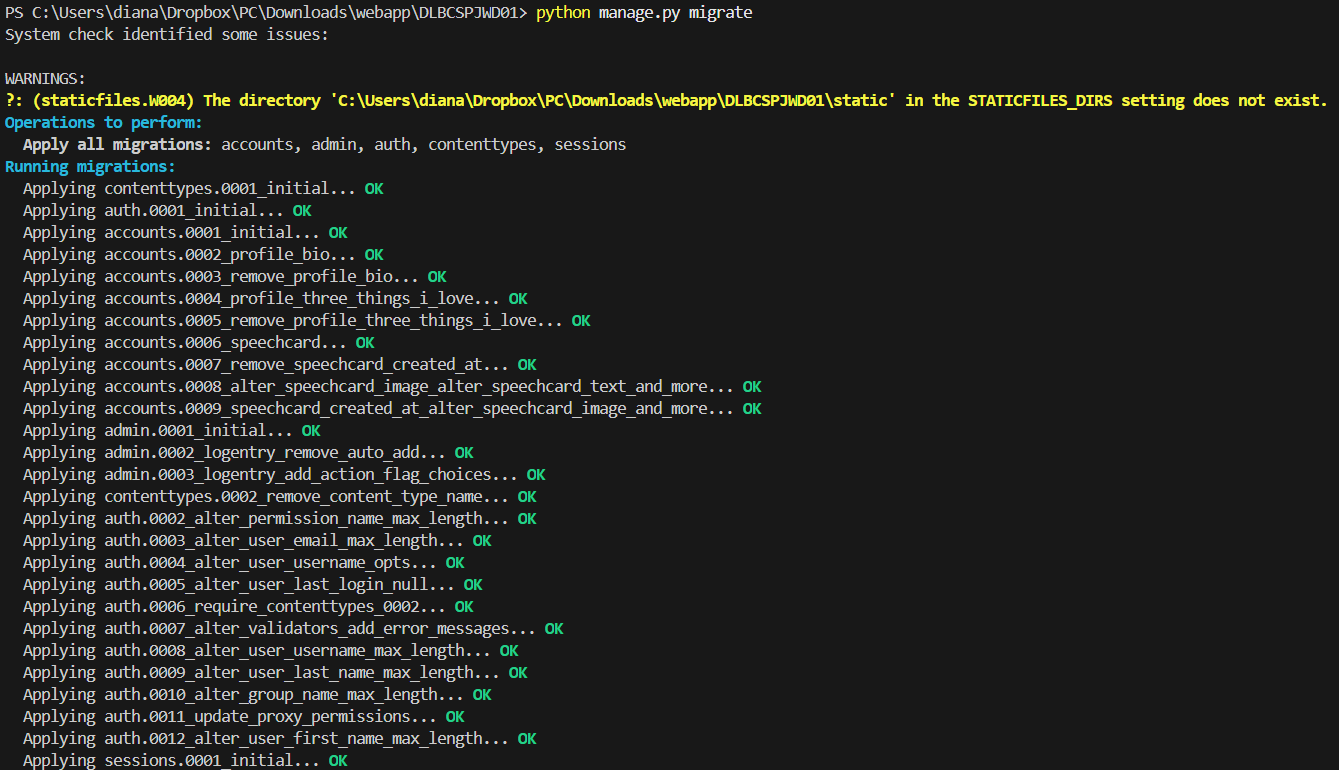 PS C:\Users\diana\Dropbox\PC\Downloads\webapp\DLBCSPJWD01> python manage.py migrate
System check identified some issues:
WARNINGS:
?: (staticfiles.W004) The directory 'C:\Users\diana\Dropbox\PC\Downloads\webapp\DLBCSPJWD01\static' in the STATICFILES_DIRS setting does not exist.
Operations to perform:
  Apply all migrations: accounts, admin, auth, contenttypes, sessions
Running migrations:
  Applying contenttypes.0001_initial... OK
  Applying auth.0001_initial... OK
  Applying accounts.0001_initial... OK
  Applying accounts.0002_profile_bio... OK
  Applying accounts.0003_remove_profile_bio... OK
  Applying accounts.0004_profile_three_things_i_love... OK
  Applying accounts.0005_remove_profile_three_things_i_love... OK
  Applying accounts.0006_speechcard... OK
  Applying accounts.0007_remove_speechcard_created_at... OK
  Applying accounts.0008_alter_speechcard_image_alter_speechcard_text_and_more... OK
  Applying accounts.0009_speechcard_created_at_alter_speechcard_image_and_more... OK
  Applying admin.0001_initial... OK
  Applying admin.0002_logentry_remove_auto_add... OK
  Applying admin.0003_logentry_add_action_flag_choices... OK
  Applying contenttypes.0002_remove_content_type_name... OK
  Applying auth.0002_alter_permission_name_max_length... OK
  Applying auth.0003_alter_user_email_max_length... OK
  Applying auth.0004_alter_user_username_opts... OK
  Applying auth.0005_alter_user_last_login_null... OK
  Applying auth.0006_require_contenttypes_0002... OK
  Applying auth.0007_alter_validators_add_error_messages... OK
  Applying auth.0008_alter_user_username_max_length... OK
  Applying auth.0009_alter_user_last_name_max_length... OK
  Applying auth.0010_alter_group_name_max_length... OK
  Applying auth.0011_update_proxy_permissions... OK
  Applying auth.0012_alter_user_first_name_max_length... OK
  Applying sessions.0001_initial... OK